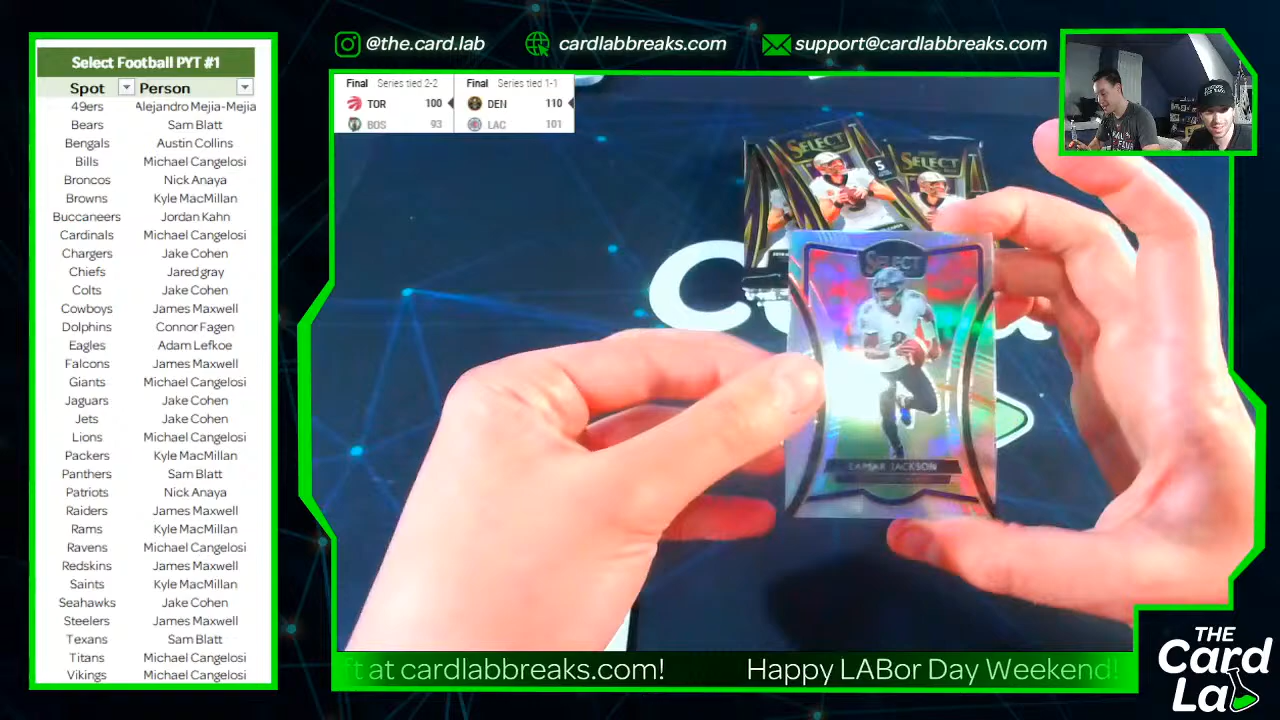 @the.card.lab
cardlabbreaks.com
support@cardlabbreaks.com
Select Football PYT #1
Spot Person
49ers Alejandro Mejia-Mejia
Bears Sam Blatt
Bengals Austin Collins
Bills Michael Cangelosi
Broncos Nick Anaya
Browns Kyle MacMillan
Buccaneers Jordan Kahn
Cardinals Michael Cangelosi
Chargers Jake Cohen
Chiefs Jared gray
Colts Jake Cohen
Cowboys James Maxwell
Dolphins Connor Fagen
Eagles Adam Lefkoe
Falcons James Maxwell
Giants Michael Cangelosi
Jaguars Jake Cohen
Jets Jake Cohen
Lions Michael Cangelosi
Packers Kyle MacMillan
Panthers Sam Blatt
Patriots Nick Anaya
Raiders James Maxwell
Rams Kyle MacMillan
Ravens Michael Cangelosi
Redskins James Maxwell
Saints Kyle MacMillan
Seahawks Jake Cohen
Steelers James Maxwell
Texans Sam Blatt
Titans Michael Cangelosi
Vikings Michael Cangelosi
Final Series tied 2-2
TOR 100
BOS 93
Final Series tied 1-1
DEN 110
LAC 101
SELECT
5
SELECT
SELECT
LAMAR JACKSON
ft at cardlabbreaks.com! Happy LABor Day Weekend!
THE
Card
La